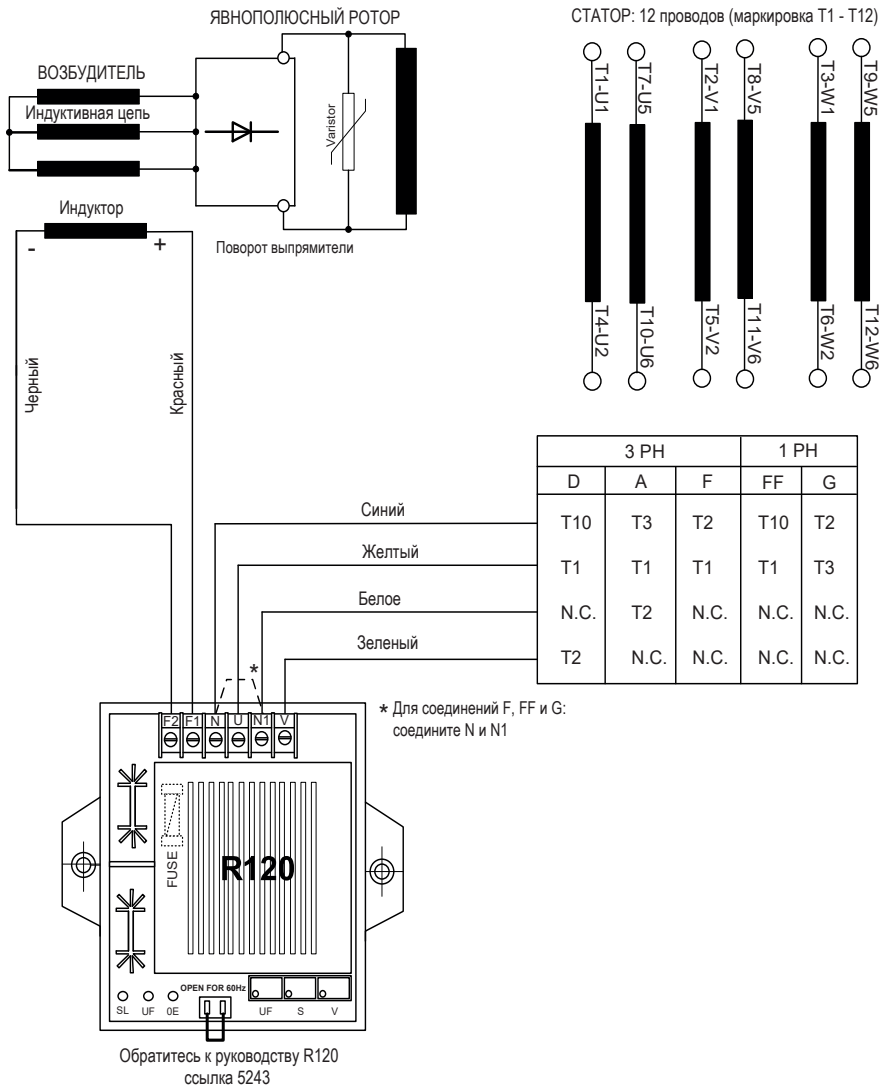 ЯВНОПОЛЮСНЫЙ РОТОР
СТАТОР: 12 проводов (маркировка T1 - T12)
ВОЗБУДИТЕЛЬ
Индуктивная цепь
Varistor
T1-U1
T7-U5
T2-V1
T8-V5
T3-W1
T9-W5
T4-U2
T10-U6
T5-V2
T11-V6
T6-W2
T12-W6
Индуктор
- +
Поворот выпрямители
Черный
Красный
3 PH 1 PH
D A F FF G
Синий T10 T3 T2 T10 T2
Желтый T1 T1 T1 T1 T3
Белое N.C. T2 N.C. N.C. N.C.
Зеленый T2 N.C. N.C. N.C. N.C.
*
* Для соединений F, FF и G:
соедините N и N1
F2 F1 N U N1 V
FUSE
R120
OPEN FOR 60Hz
SL UF 0E UF S V
Обратитесь к руководству R120
ссылка 5243